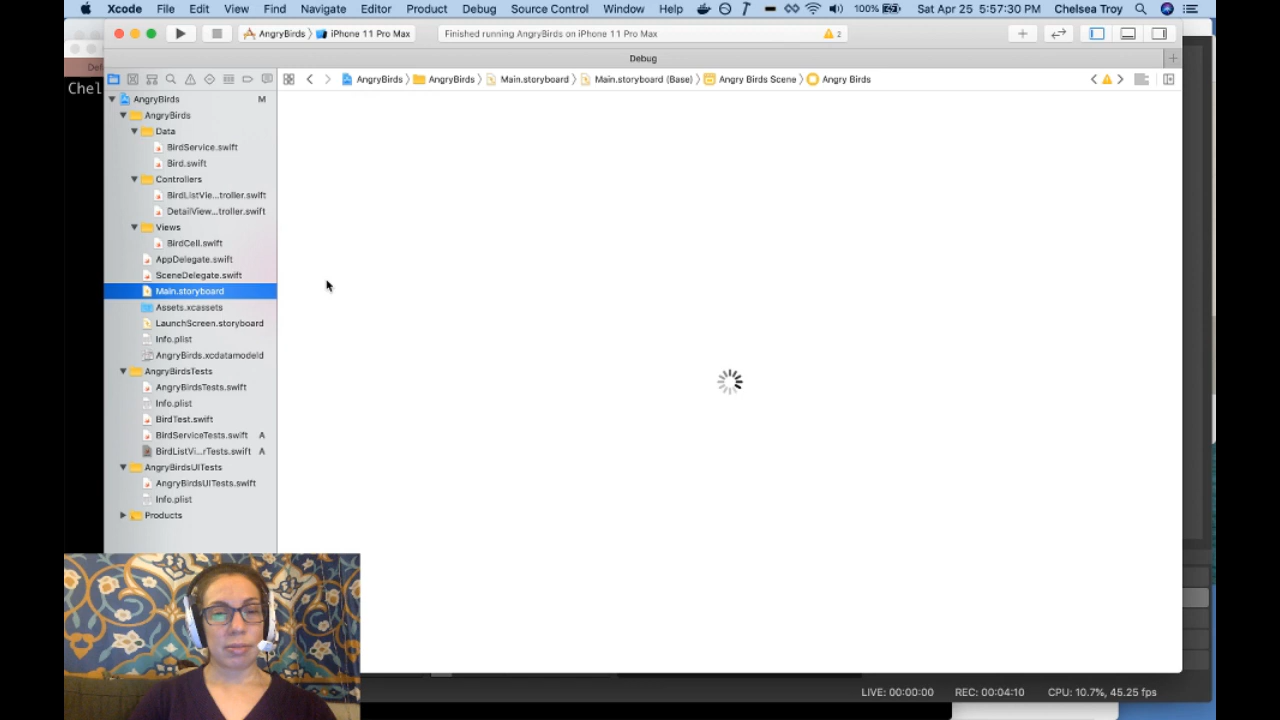 Xcode File Edit View Find Navigate Editor Product Debug Source Control Window Help 100% Sat Apr 25 5:57:30 PM Chelsea Troy
AngryBirds iPhone 11 Pro Max Finished running AngryBirds on iPhone 11 Pro Max 2
Debug
AngryBirds AngryBirds Main.storyboard Main.storyboard (Base) Angry Birds Scene Angry Birds
Chel
AngryBirds M
AngryBirds
Data
BirdService.swift
Bird.swift
Controllers
BirdListVie...troller.swift
DetailView...troller.swift
Views
BirdCell.swift
AppDelegate.swift
SceneDelegate.swift
Main.storyboard
Assets.xcassets
LaunchScreen.storyboard
Info.plist
AngryBirds.xcdatamodeld
AngryBirdsTests
AngryBirdsTests.swift
Info.plist
BirdTest.swift
BirdServiceTests.swift A
BirdListVi...rTests.swift A
AngryBirdsUITests
AngryBirdsUITests.swift
Info.plist
Products
LIVE: 00:00:00 REC: 00:04:10 CPU: 10.7%, 45.25 fps